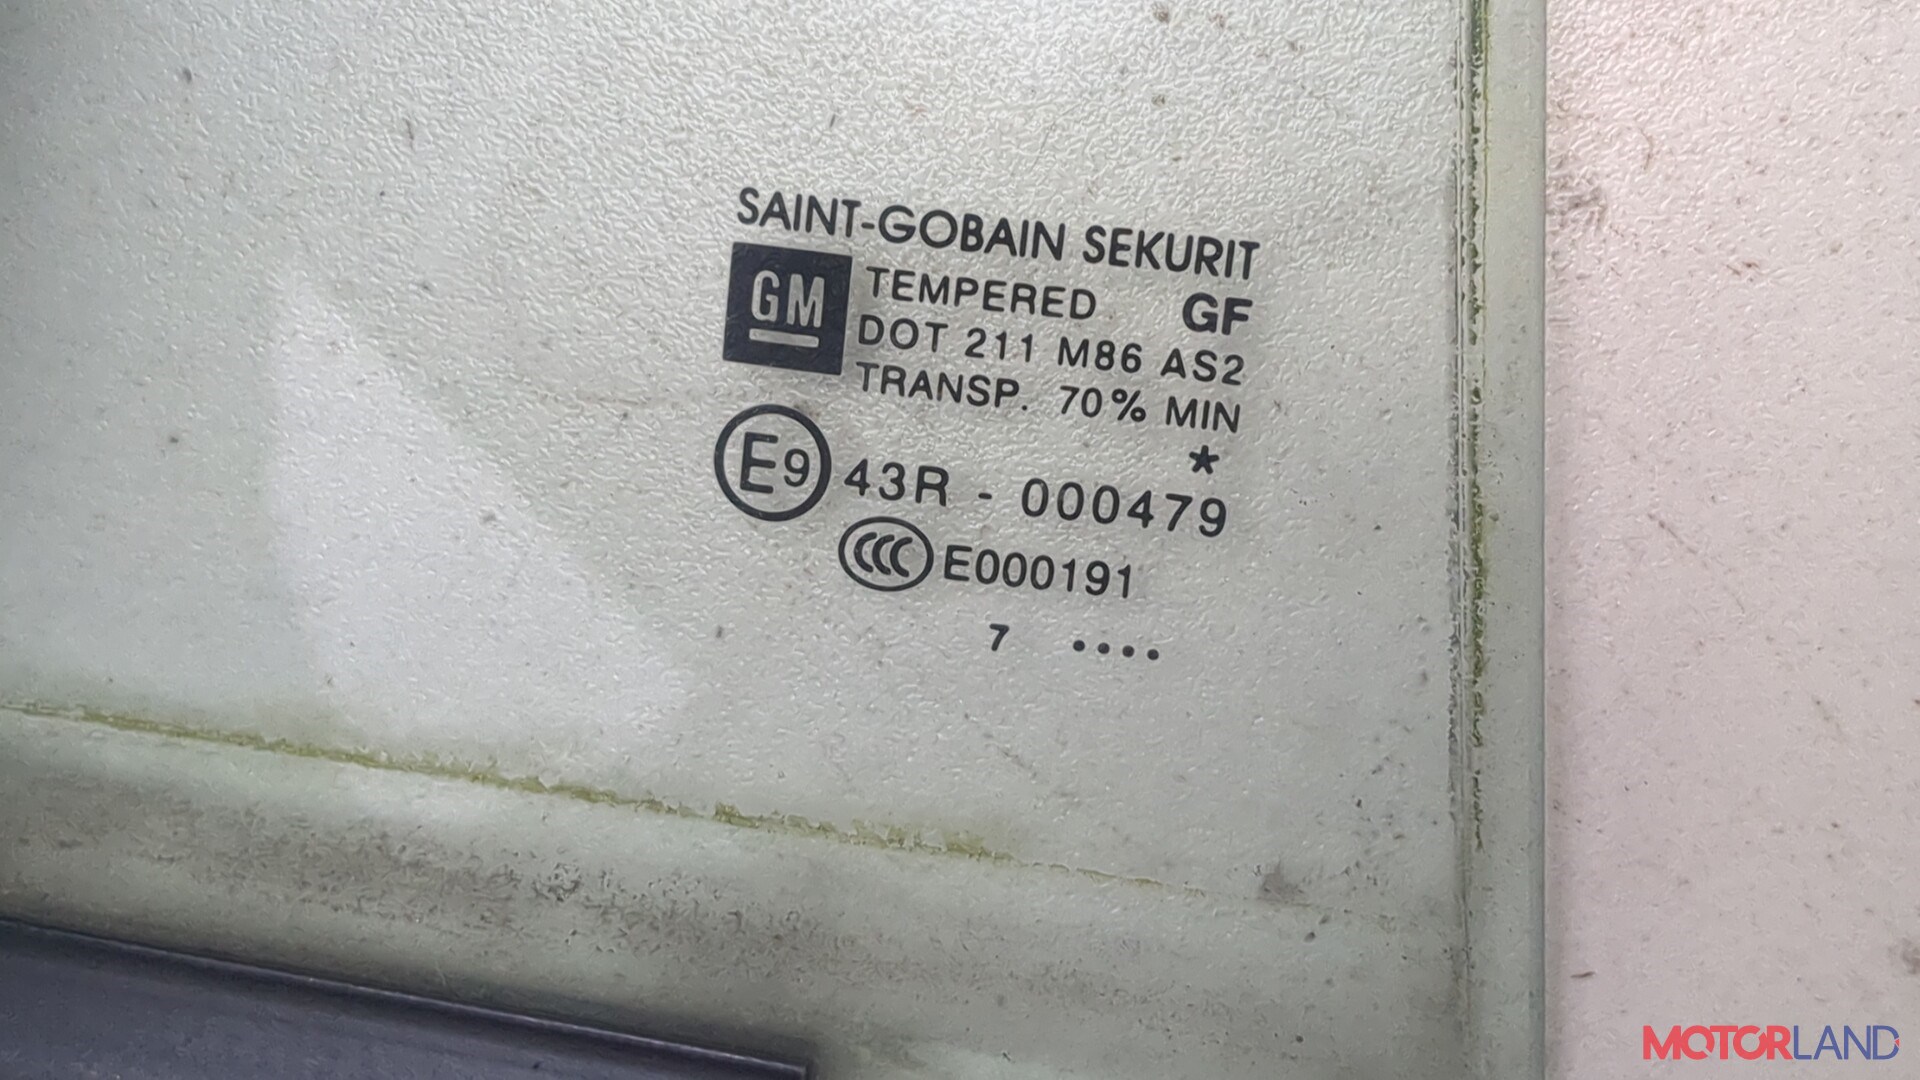 SAINT-GOBAIN SEKURIT
GM
TEMPERED GF
DOT 211 M86 AS2
TRANSP. 70% MIN
*
E9 43R - 000479
CCC E000191
7 ....
MOTORLAND